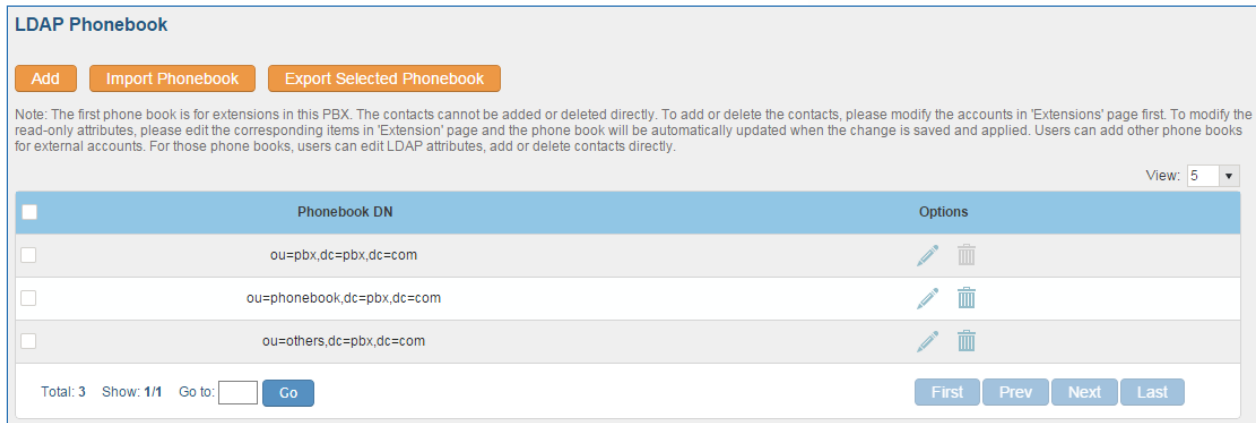 LDAP Phonebook
Add Import Phonebook Export Selected Phonebook
Note: The first phone book is for extensions in this PBX. The contacts cannot be added or deleted directly. To add or delete the contacts, please modify the accounts in 'Extensions' page first. To modify the
read-only attributes, please edit the corresponding items in 'Extension' page and the phone book will be automatically updated when the change is saved and applied. Users can add other phone books
for external accounts. For those phone books, users can edit LDAP attributes, add or delete contacts directly.
View: 5
Phonebook DN Options
ou=pbx,dc=pbx,dc=com
ou=phonebook,dc=pbx,dc=com
ou=others,dc=pbx,dc=com
Total: 3 Show: 1/1 Go to: Go First Prev Next Last